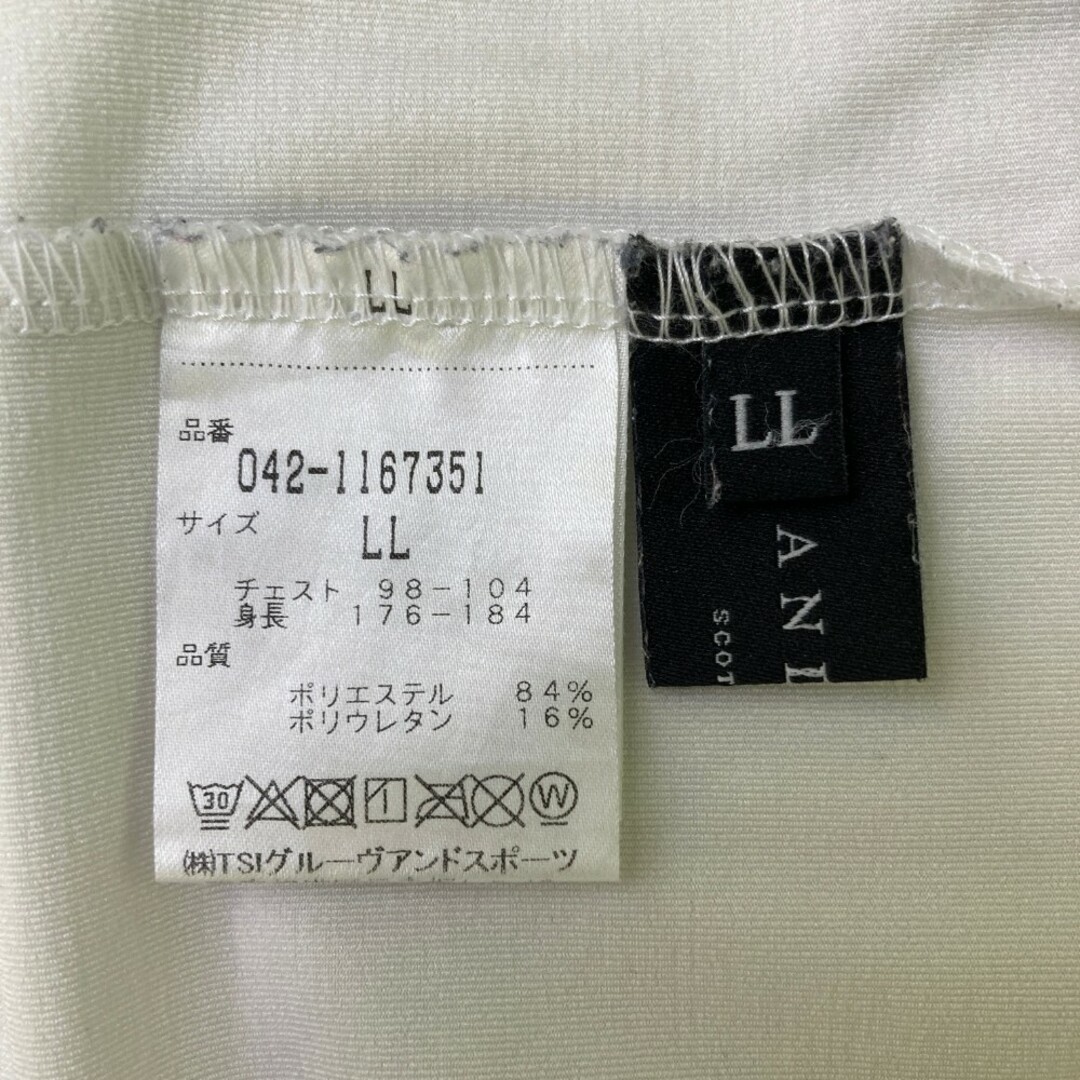 LL
品番
042-1167351
サイズ
LL
チェスト 98-104
身長 176-184
品質
ポリエステル 84%
ポリウレタン 16%
30
W
(株)TSIグルーヴアンドスポーツ
LL
ANI
SCOT